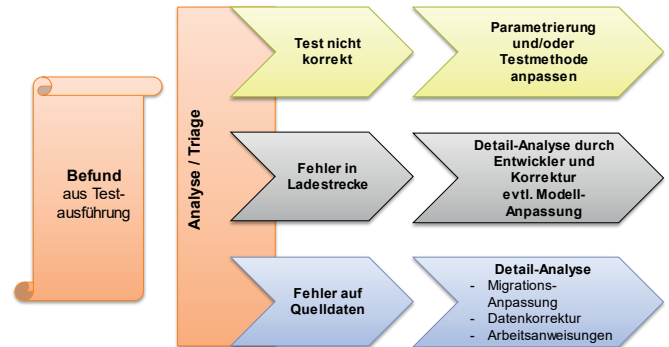 Befund
aus Test-
ausführung
Analyse / Triage
Test nicht
korrekt
Parametrierung
und/oder
Testmethode
anpassen
Fehler in
Ladestrecke
Detail-Analyse durch
Entwickler und
Korrektur
evtl. Modell-
Anpassung
Fehler auf
Quelldaten
Detail-Analyse
- Migrations-
Anpassung
- Datenkorrektur
- Arbeitsanweisungen